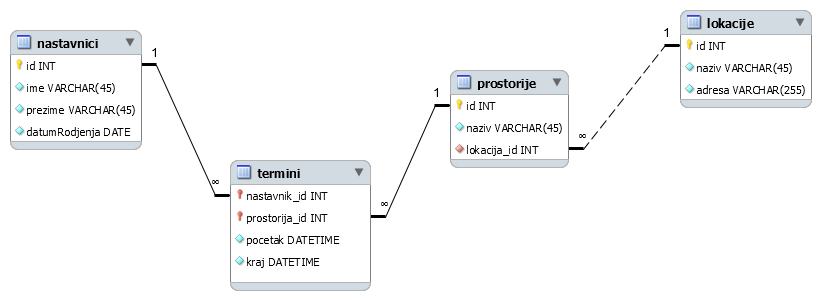 nastavnici
id INT
ime VARCHAR(45)
prezime VARCHAR(45)
datumRodjenja DATE
1
∞
termini
nastavnik_id INT
prostorija_id INT
pocetak DATETIME
kraj DATETIME
∞
1
prostorije
id INT
naziv VARCHAR(45)
lokacija_id INT
∞
1
lokacije
id INT
naziv VARCHAR(45)
adresa VARCHAR(255)